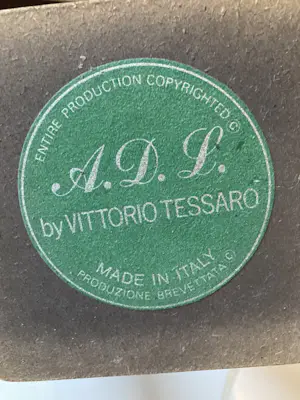 ENTIRE PRODUCTION COPYRIGHTED ©
A.D.L.
by VITTORIO TESSARO
MADE IN ITALY
PRODUZIONE BREVETTATA ©